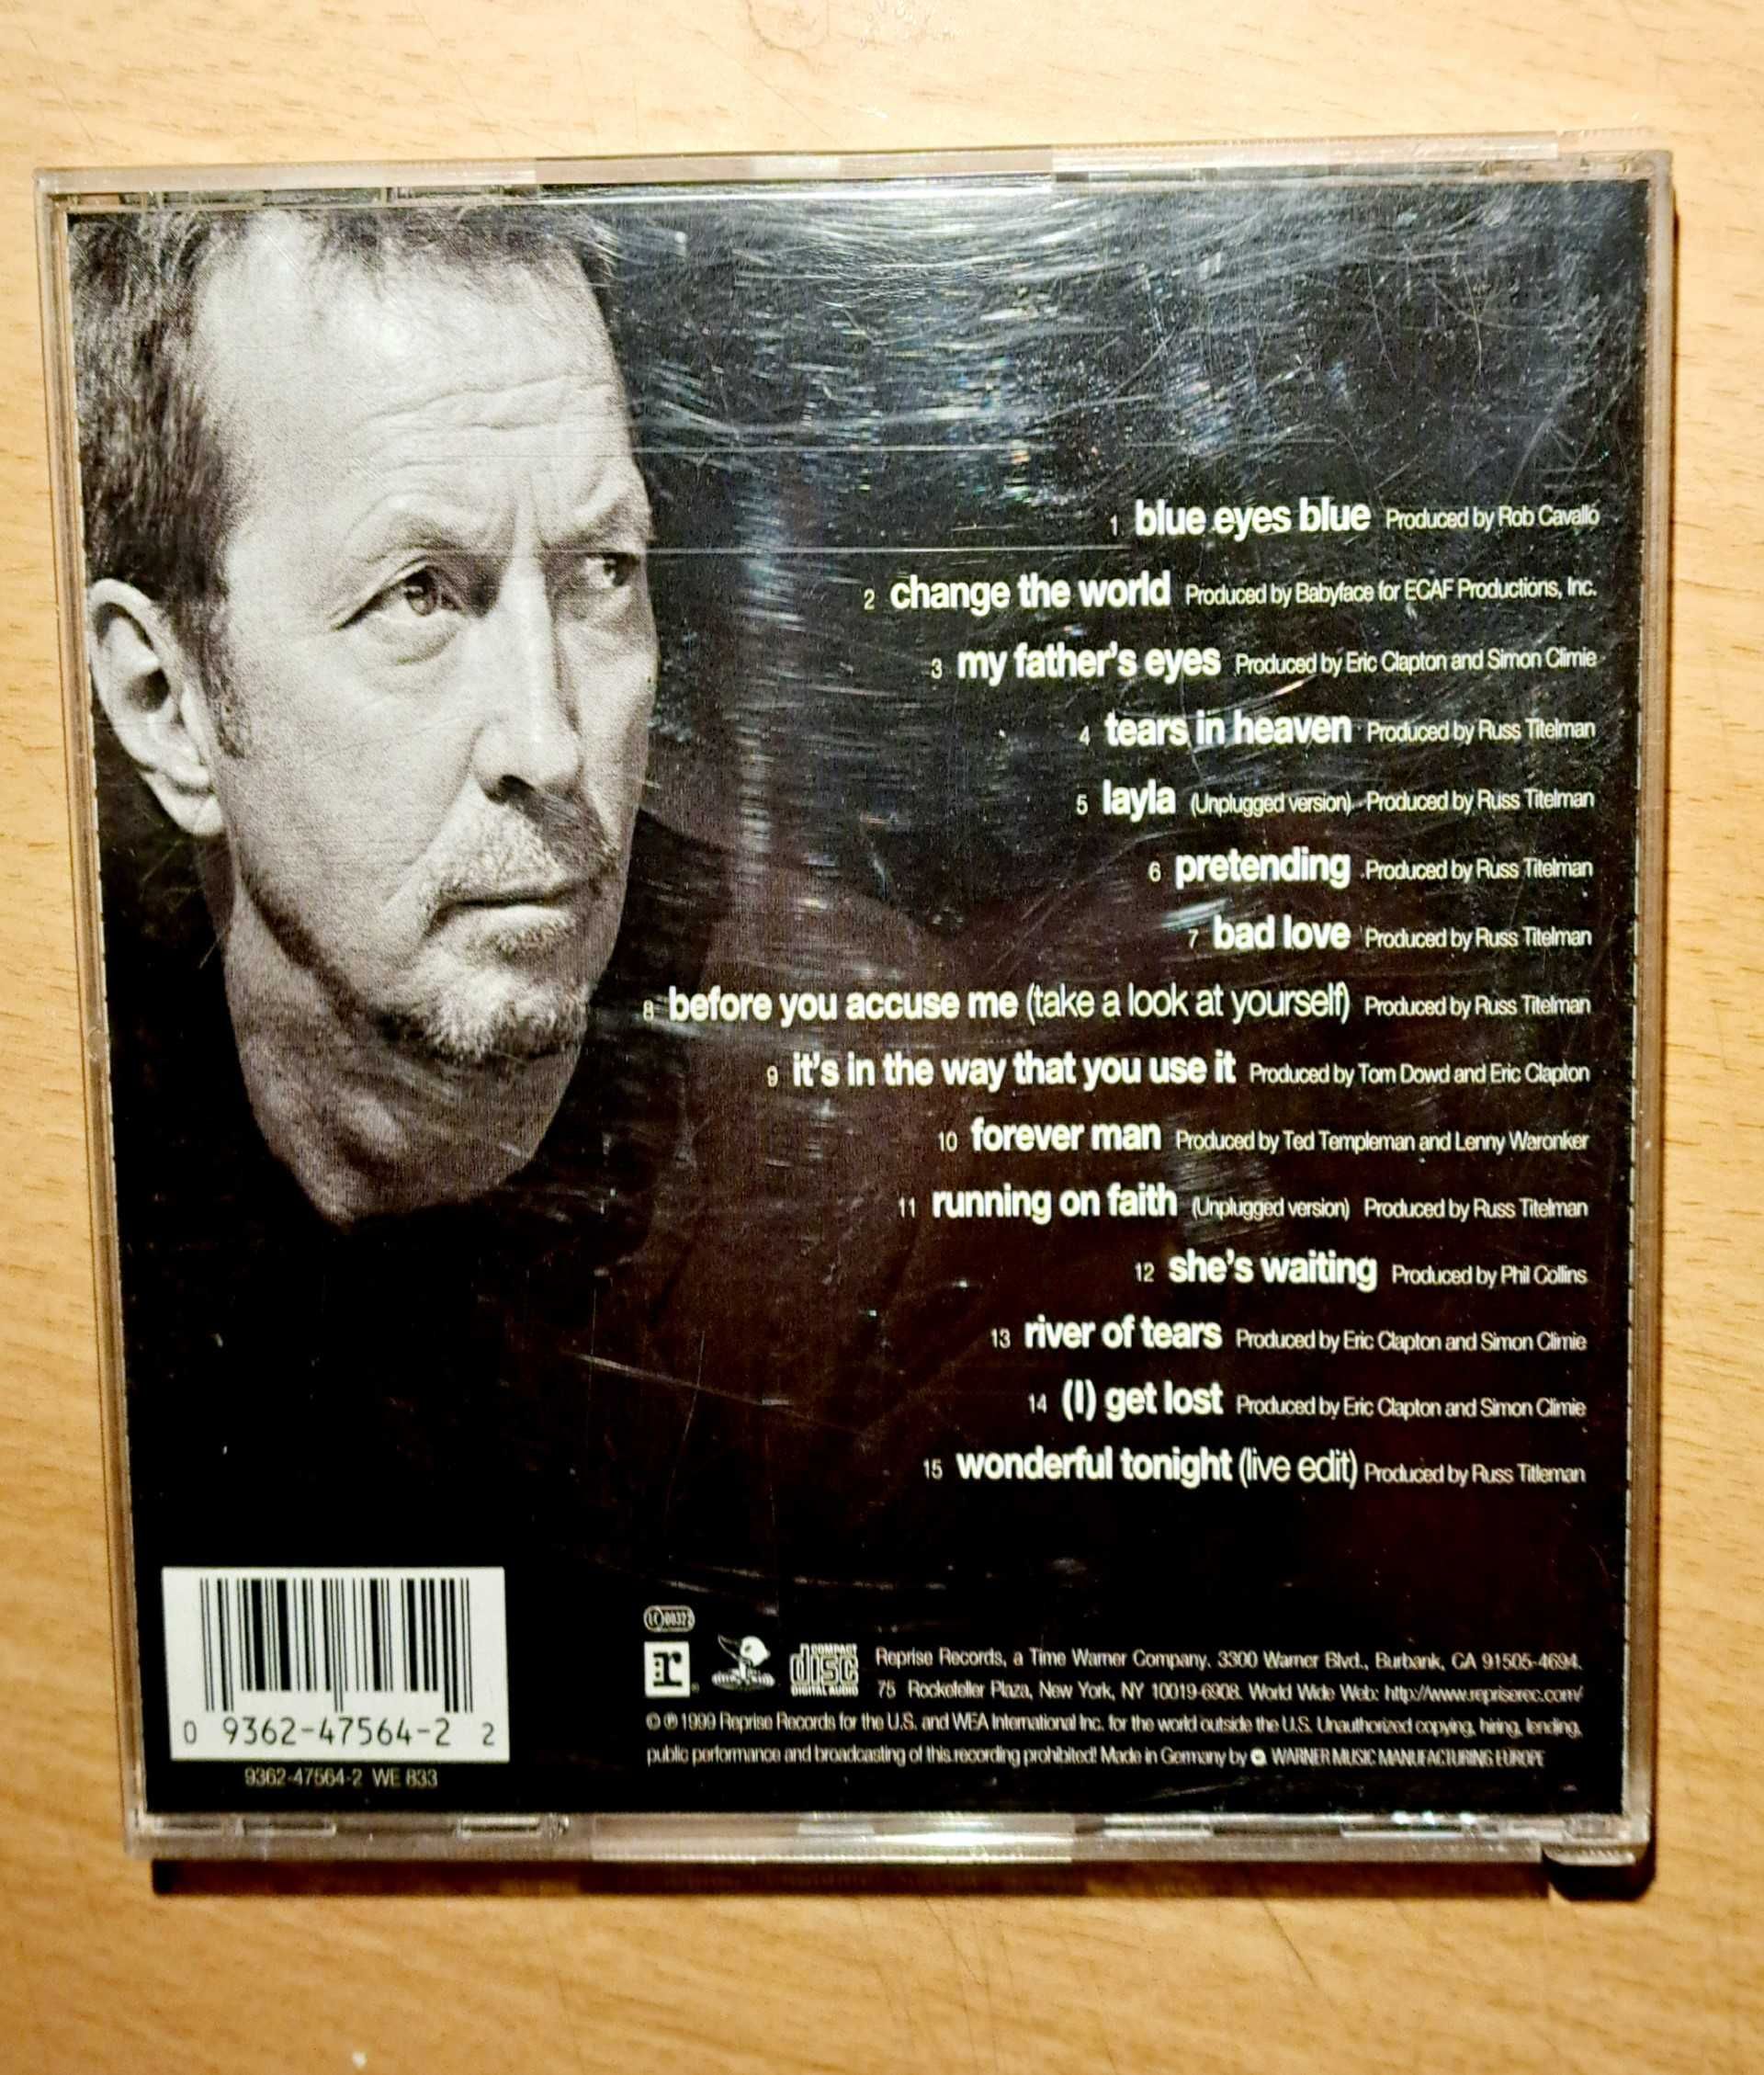 1 blue eyes blue Produced by Rob Cavallo
2 change the world Produced by Babyface for ECAF Productions, Inc.
3 my father's eyes Produced by Eric Clapton and Simon Climie
4 tears in heaven Produced by Russ Titelman
5 layla (Unplugged version) Produced by Russ Titelman
6 pretending Produced by Russ Titelman
7 bad love Produced by Russ Titelman
8 before you accuse me (take a look at yourself) Produced by Russ Titelman
9 it's in the way that you use it Produced by Tom Dowd and Eric Clapton
10 forever man Produced by Ted Templeman and Lenny Waronker
11 running on faith (Unplugged version) Produced by Russ Titelman
12 she's waiting Produced by Phil Collins
13 river of tears Produced by Eric Clapton and Simon Climie
14 (I) get lost Produced by Eric Clapton and Simon Climie
15 wonderful tonight (live edit) Produced by Russ Titleman
0 9362-47564-2 2
9362-47564-2 WE 833
LC 00322
r
COMPACT
disc
DIGITAL AUDIO
Reprise Records, a Time Warner Company. 3300 Warner Blvd., Burbank, CA 91505-4694.
75 Rockefeller Plaza, New York, NY 10019-6908. World Wide Web: http://www.repriserec.com/
© ℗ 1999 Reprise Records for the U.S. and WEA International Inc. for the world outside the U.S. Unauthorized copying, hiring, lending,
public performance and broadcasting of this recording prohibited! Made in Germany by WARNER MUSIC MANUFACTURING EUROPE